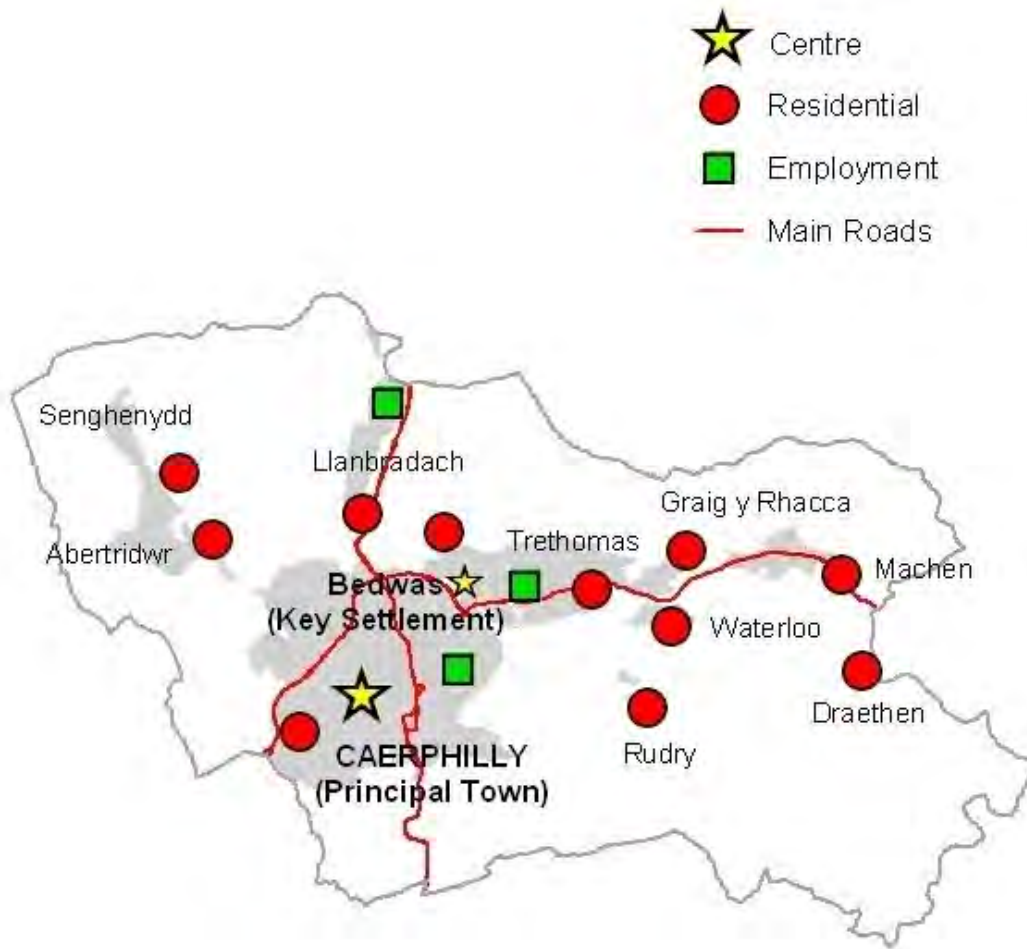 Centre
Residential
Employment
Main Roads
Senghenydd
Llanbradach
Graig y Rhacca
Abertridwr
Trethomas
Machen
Bedwas
(Key Settlement)
Waterloo
Draethen
Rudry
CAERPHILLY
(Principal Town)